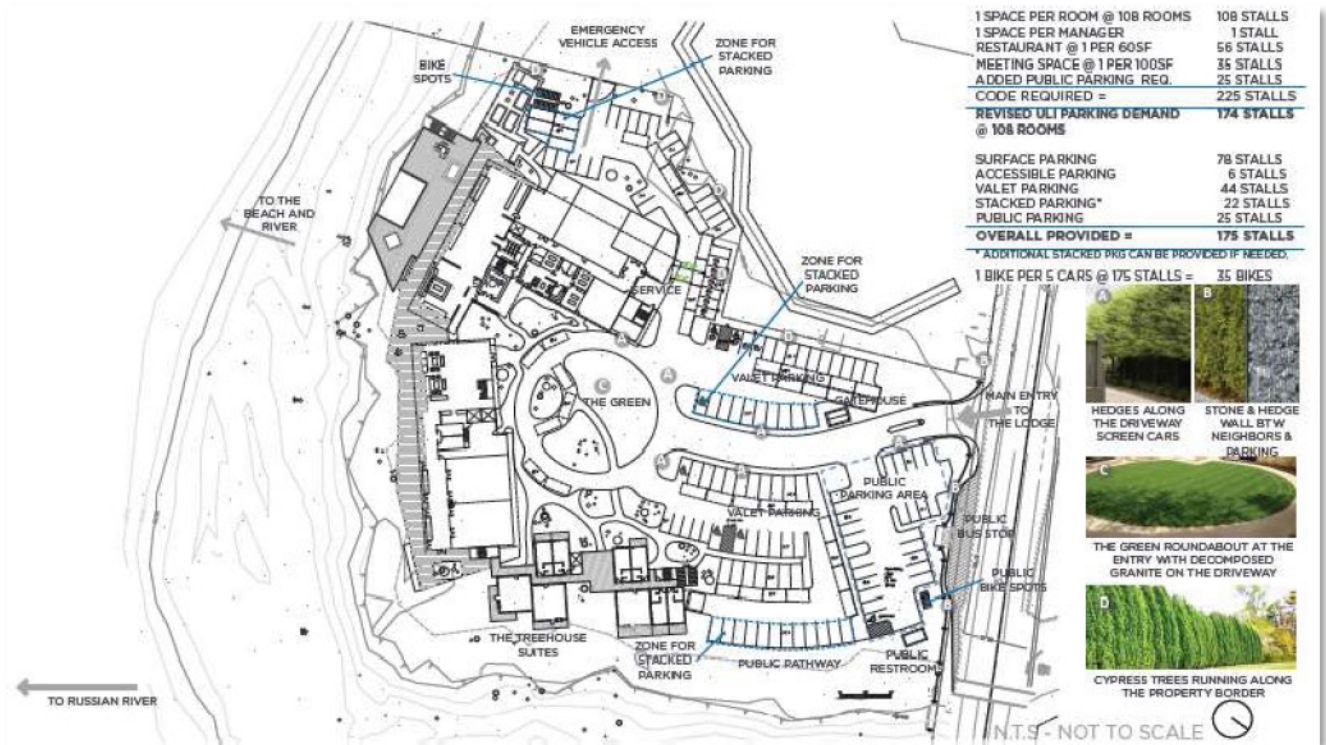 1 SPACE PER ROOM @ 108 ROOMS 108 STALLS
1 SPACE PER MANAGER 1 STALL
RESTAURANT @ 1 PER 60SF 56 STALLS
MEETING SPACE @ 1 PER 100SF 35 STALLS
ADDED PUBLIC PARKING REQ. 25 STALLS
CODE REQUIRED = 225 STALLS
REVISED ULI PARKING DEMAND 174 STALLS
@ 108 ROOMS
SURFACE PARKING 78 STALLS
ACCESSIBLE PARKING 6 STALLS
VALET PARKING 44 STALLS
STACKED PARKING* 22 STALLS
PUBLIC PARKING 25 STALLS
OVERALL PROVIDED = 175 STALLS
* ADDITIONAL STACKED PKG CAN BE PROVIDED IF NEEDED.
1 BIKE PER 5 CARS @ 175 STALLS = 35 BIKES
EMERGENCY
VEHICLE ACCESS
ZONE FOR
STACKED
PARKING
BIKE
SPOTS
TO THE
BEACH AND
RIVER
SERVICE
ZONE FOR
STACKED
PARKING
VALET PARKING
GATEHOUSE
THE GREEN
MAIN ENTRY
TO
THE LODGE
PUBLIC
PARKING AREA
VALET PARKING
PUBLIC
BUS STOP
PUBLIC
BIKE SPOTS
THE TREEHOUSE
SUITES
ZONE FOR
STACKED
PARKING
PUBLIC PATHWAY
PUBLIC
RESTROOM
TO RUSSIAN RIVER
A
HEDGES ALONG
THE DRIVEWAY
SCREEN CARS
B
STONE & HEDGE
WALL BTW
NEIGHBORS &
PARKING
C
THE GREEN ROUNDABOUT AT THE
ENTRY WITH DECOMPOSED
GRANITE ON THE DRIVEWAY
D
CYPRESS TREES RUNNING ALONG
THE PROPERTY BORDER
N.T.S - NOT TO SCALE